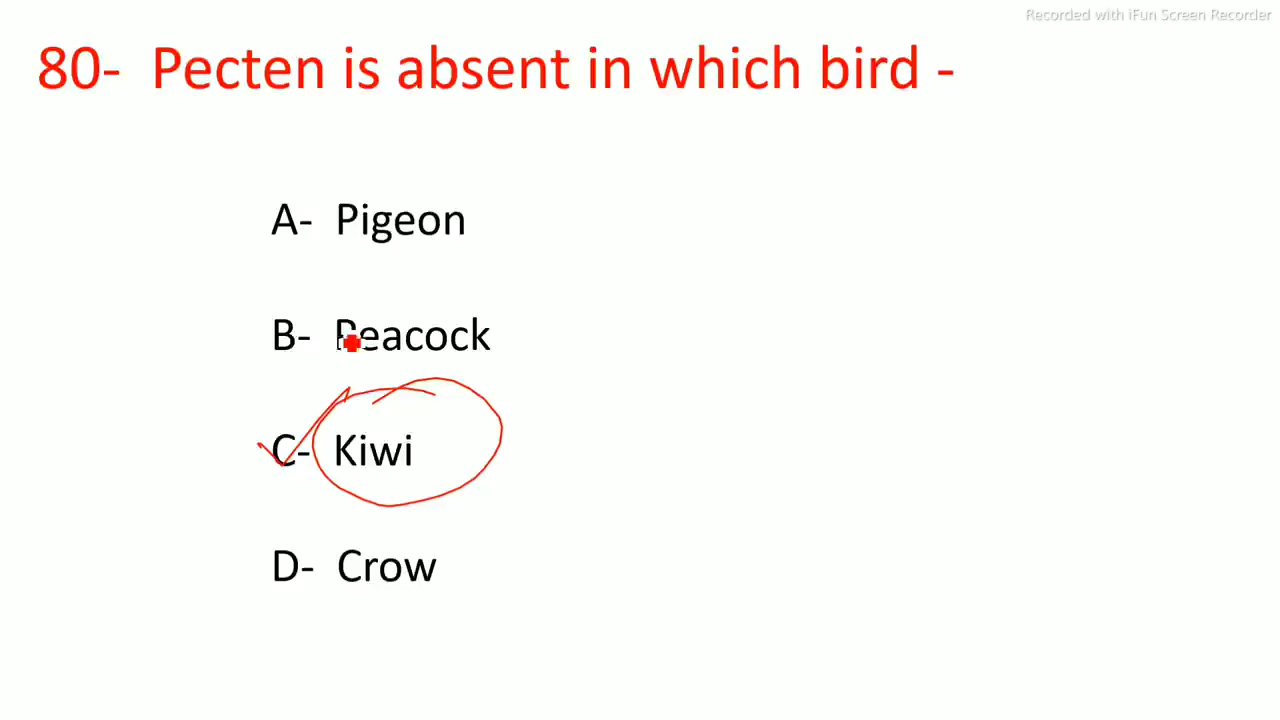 Recorded with iFun Screen Recorder
80- Pecten is absent in which bird -
A- Pigeon
B- Peacock
C- Kiwi
D- Crow